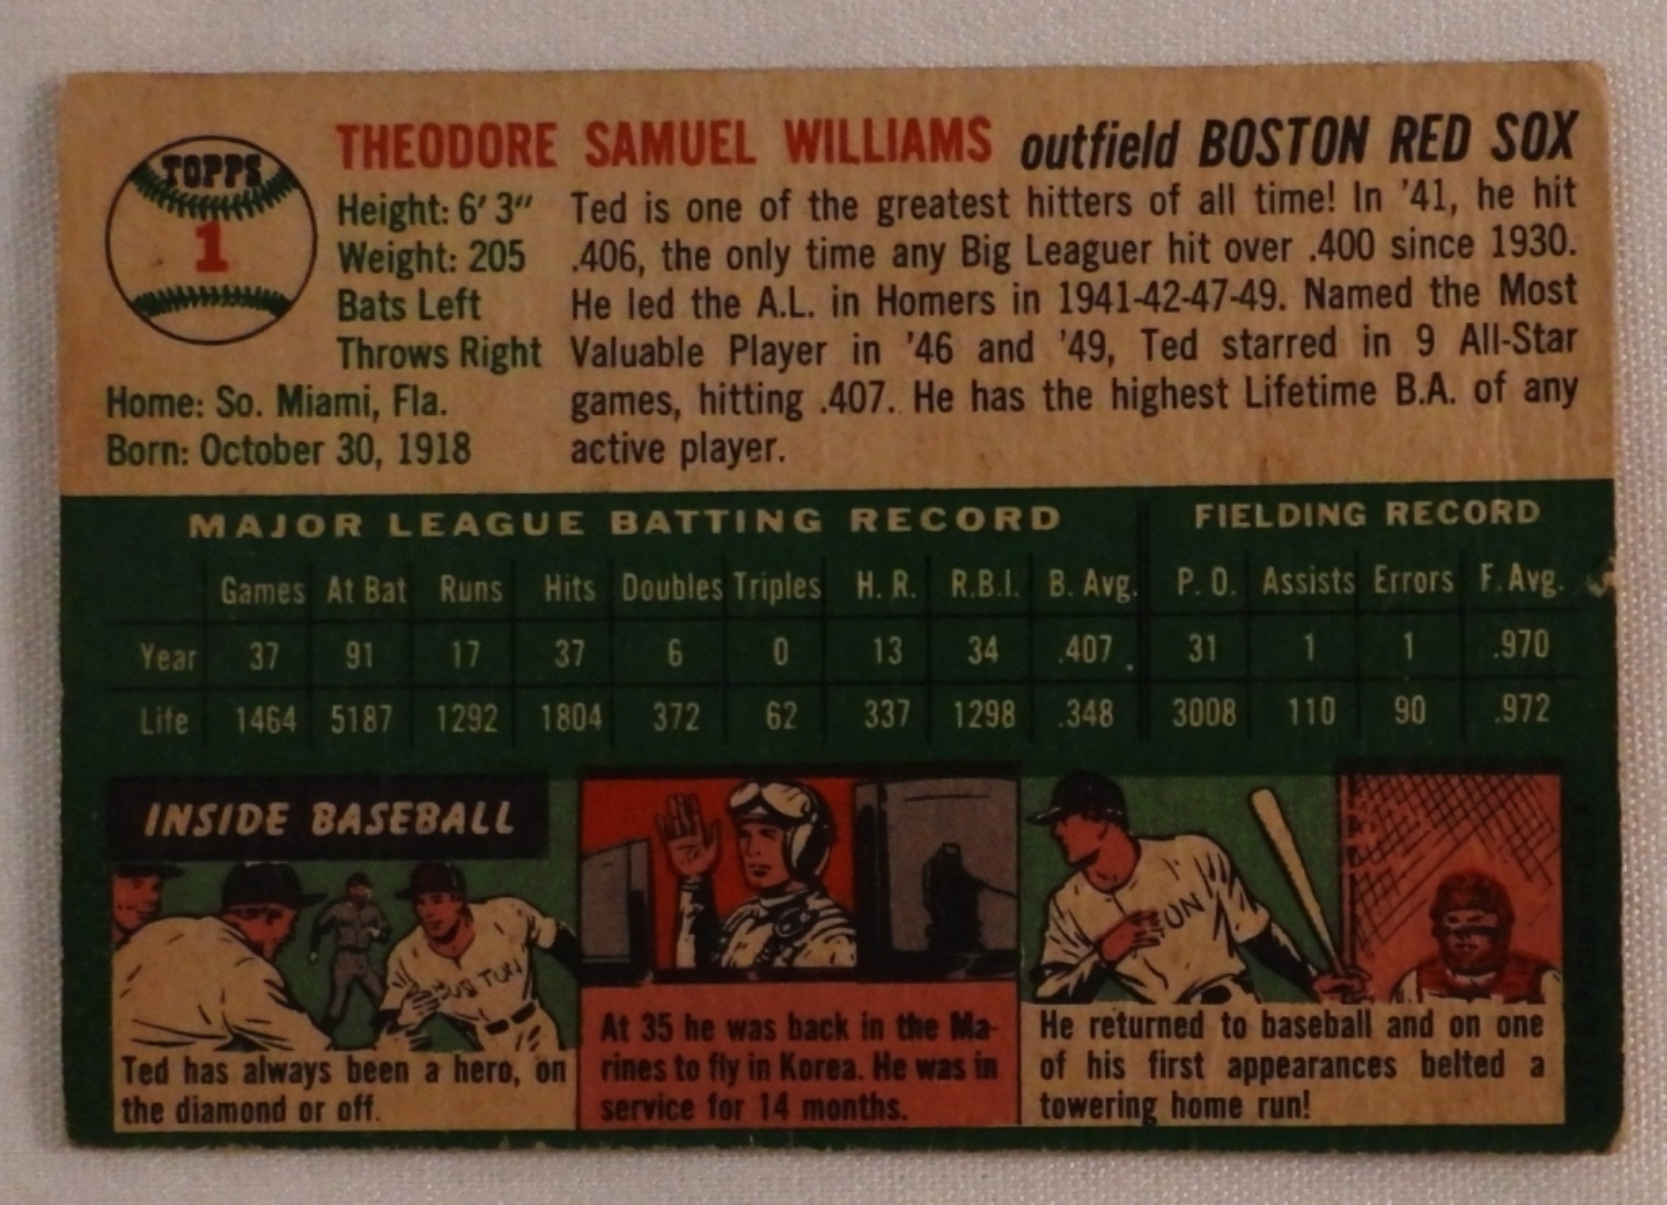 TOPPS
1
THEODORE SAMUEL WILLIAMS outfield BOSTON RED SOX
Height: 6' 3"
Weight: 205
Bats Left
Throws Right
Home: So. Miami, Fla.
Born: October 30, 1918
Ted is one of the greatest hitters of all time! In '41, he hit
.406, the only time any Big Leaguer hit over .400 since 1930.
He led the A.L. in Homers in 1941-42-47-49. Named the Most
Valuable Player in '46 and '49, Ted starred in 9 All-Star
games, hitting .407. He has the highest Lifetime B.A. of any
active player.
MAJOR LEAGUE BATTING RECORD FIELDING RECORD
Games At Bat Runs Hits Doubles Triples H. R. R.B.I. B. Avg. P. O. Assists Errors F. Avg.
Year 37 91 17 37 6 0 13 34 .407 31 1 1 .970
Life 1464 5187 1292 1804 372 62 337 1298 .348 3008 110 90 .972
INSIDE BASEBALL
Ted has always been a hero, on
the diamond or off.
At 35 he was back in the Ma-
rines to fly in Korea. He was in
service for 14 months.
He returned to baseball and on one
of his first appearances belted a
towering home run!